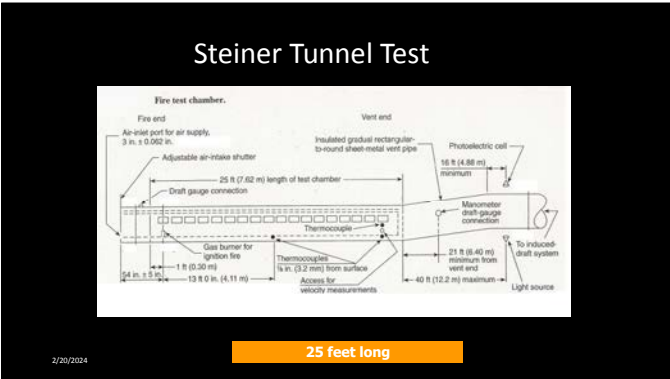 Steiner Tunnel Test
Fire test chamber.
Fire end
Vent end
Air-inlet port for air supply,
3 in. ± 0.062 in.
Adjustable air-intake shutter
Insulated gradual rectangular-
to-round sheet-metal vent pipe
Photoelectric cell
16 ft (4.88 m)
minimum
25 ft (7.62 m) length of test chamber
Draft gauge connection
Manometer
draft-gauge
connection
Thermocouple
Gas burner for
ignition fire
Thermocouples
⅛ in. (3.2 mm) from surface
To induced-
draft system
1 ft (0.30 m)
21 ft (6.40 m)
minimum from
vent end
54 in. ± 5 in.
13 ft 0 in. (4.11 m)
Access for
velocity measurements
40 ft (12.2 m) maximum
Light source
25 feet long
2/20/2024